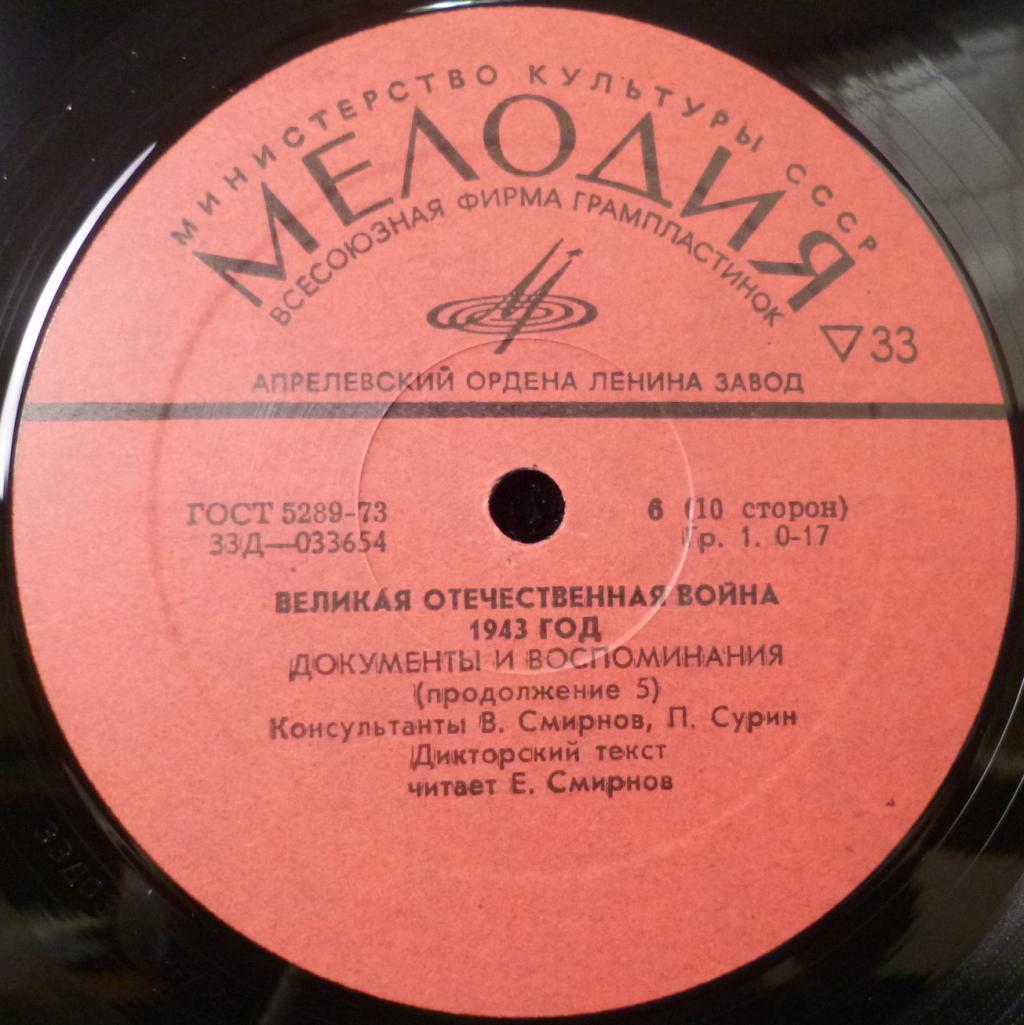 МИНИСТЕРСТВО КУЛЬТУРЫ СССР
МЕЛОДИЯ
ВСЕСОЮЗНАЯ ФИРМА ГРАМПЛАСТИНОК
▽33
АПРЕЛЕВСКИЙ ОРДЕНА ЛЕНИНА ЗАВОД
ГОСТ 5289-73
33Д—033654
6 (10 сторон)
Гр. 1. 0-17
ВЕЛИКАЯ ОТЕЧЕСТВЕННАЯ ВОЙНА
1943 ГОД
ДОКУМЕНТЫ И ВОСПОМИНАНИЯ
(продолжение 5)
Консультанты В. Смирнов, П. Сурин
Дикторский текст
читает Е. Смирнов